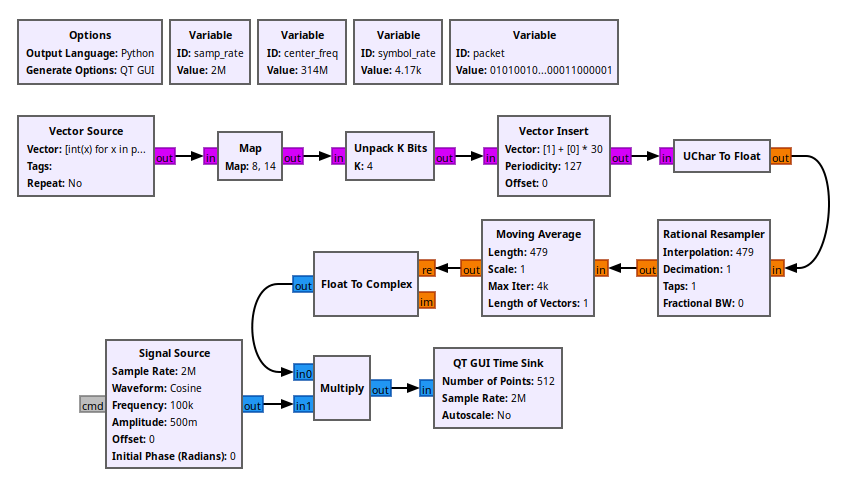 Options
Output Language: Python
Generate Options: QT GUI
Variable
ID: samp_rate
Value: 2M
Variable
ID: center_freq
Value: 314M
Variable
ID: symbol_rate
Value: 4.17k
Variable
ID: packet
Value: 01010010...00011000001
Vector Source
Vector: [int(x) for x in p...
Tags:
Repeat: No
out
in
Map
Map: 8, 14
out
in
Unpack K Bits
K: 4
out
in
Vector Insert
Vector: [1] + [0] * 30
Periodicity: 127
Offset: 0
out
in
UChar To Float
out
Rational Resampler
Interpolation: 479
Decimation: 1
Taps: 1
Fractional BW: 0
in
out
Moving Average
Length: 479
Scale: 1
Max Iter: 4k
Length of Vectors: 1
in
out
Float To Complex
re
im
out
Signal Source
Sample Rate: 2M
Waveform: Cosine
Frequency: 100k
Amplitude: 500m
Offset: 0
Initial Phase (Radians): 0
cmd
out
in0
in1
Multiply
out
in
QT GUI Time Sink
Number of Points: 512
Sample Rate: 2M
Autoscale: No